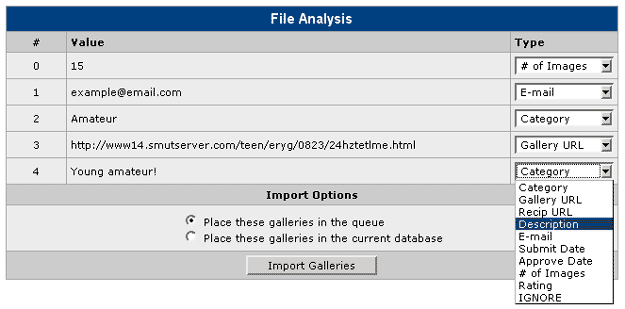 File Analysis
# Value Type
0 15 # of Images
1 example@email.com E-mail
2 Amateur Category
3 http://www14.smutserver.com/teen/eryg/0823/24hztetlme.html Gallery URL
4 Young amateur! Category
Category
Gallery URL
Recip URL
Description
E-mail
Submit Date
Approve Date
# of Images
Rating
IGNORE
Import Options
Place these galleries in the queue
Place these galleries in the current database
Import Galleries